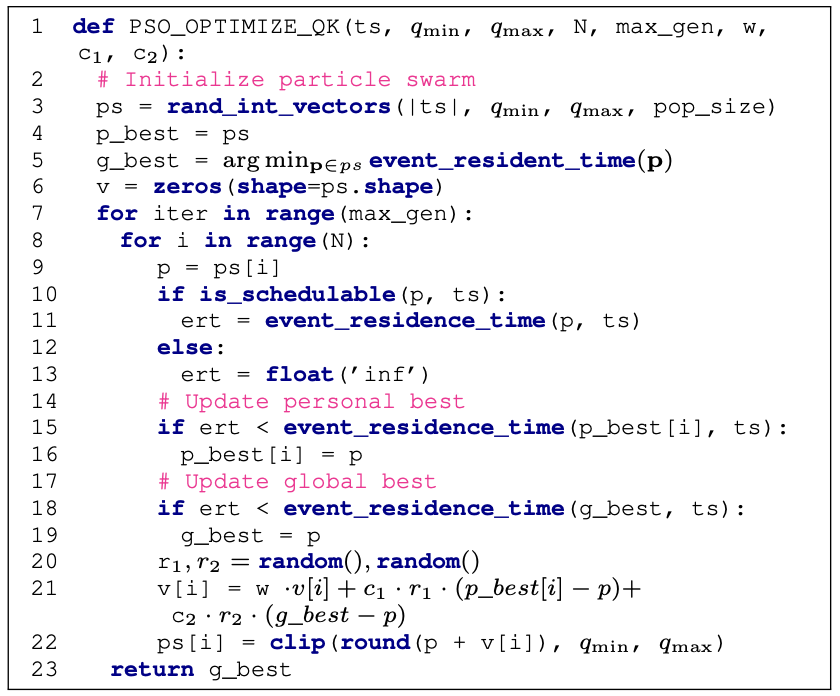 1 def PSO_OPTIMIZE_QK(ts, q_min, q_max, N, max_gen, w,
c_1, c_2):
2 # Initialize particle swarm
3 ps = rand_int_vectors(|ts|, q_min, q_max, pop_size)
4 p_best = ps
5 g_best = arg min_{p∈ps} event_resident_time(p)
6 v = zeros(shape=ps.shape)
7 for iter in range(max_gen):
8 for i in range(N):
9 p = ps[i]
10 if is_schedulable(p, ts):
11 ert = event_residence_time(p, ts)
12 else:
13 ert = float('inf')
14 # Update personal best
15 if ert < event_residence_time(p_best[i], ts):
16 p_best[i] = p
17 # Update global best
18 if ert < event_residence_time(g_best, ts):
19 g_best = p
20 r_1, r_2 = random(), random()
21 v[i] = w · v[i] + c_1 · r_1 · (p_best[i] − p)+
c_2 · r_2 · (g_best − p)
22 ps[i] = clip(round(p + v[i]), q_min, q_max)
23 return g_best